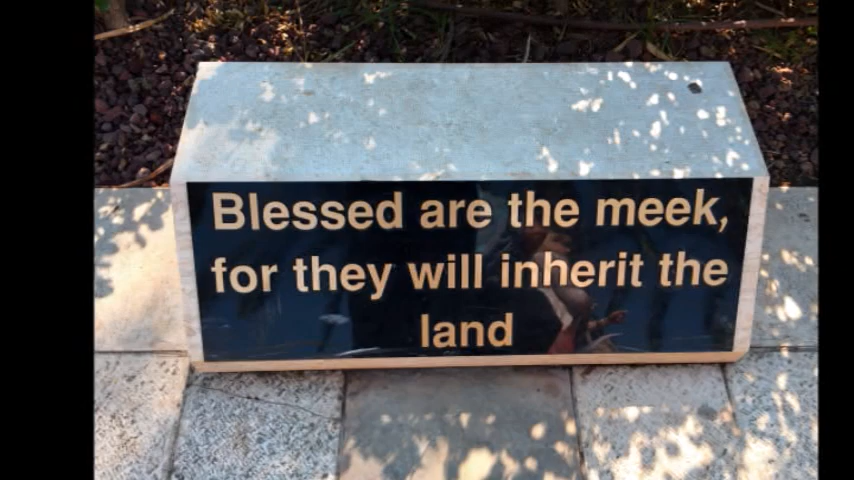 Blessed are the meek,
for they will inherit the
land